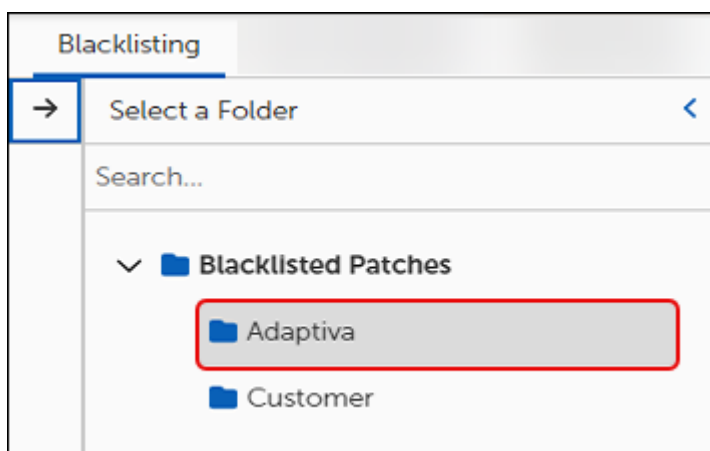 Blacklisting
Select a Folder
Search...
Blacklisted Patches
Adaptiva
Customer